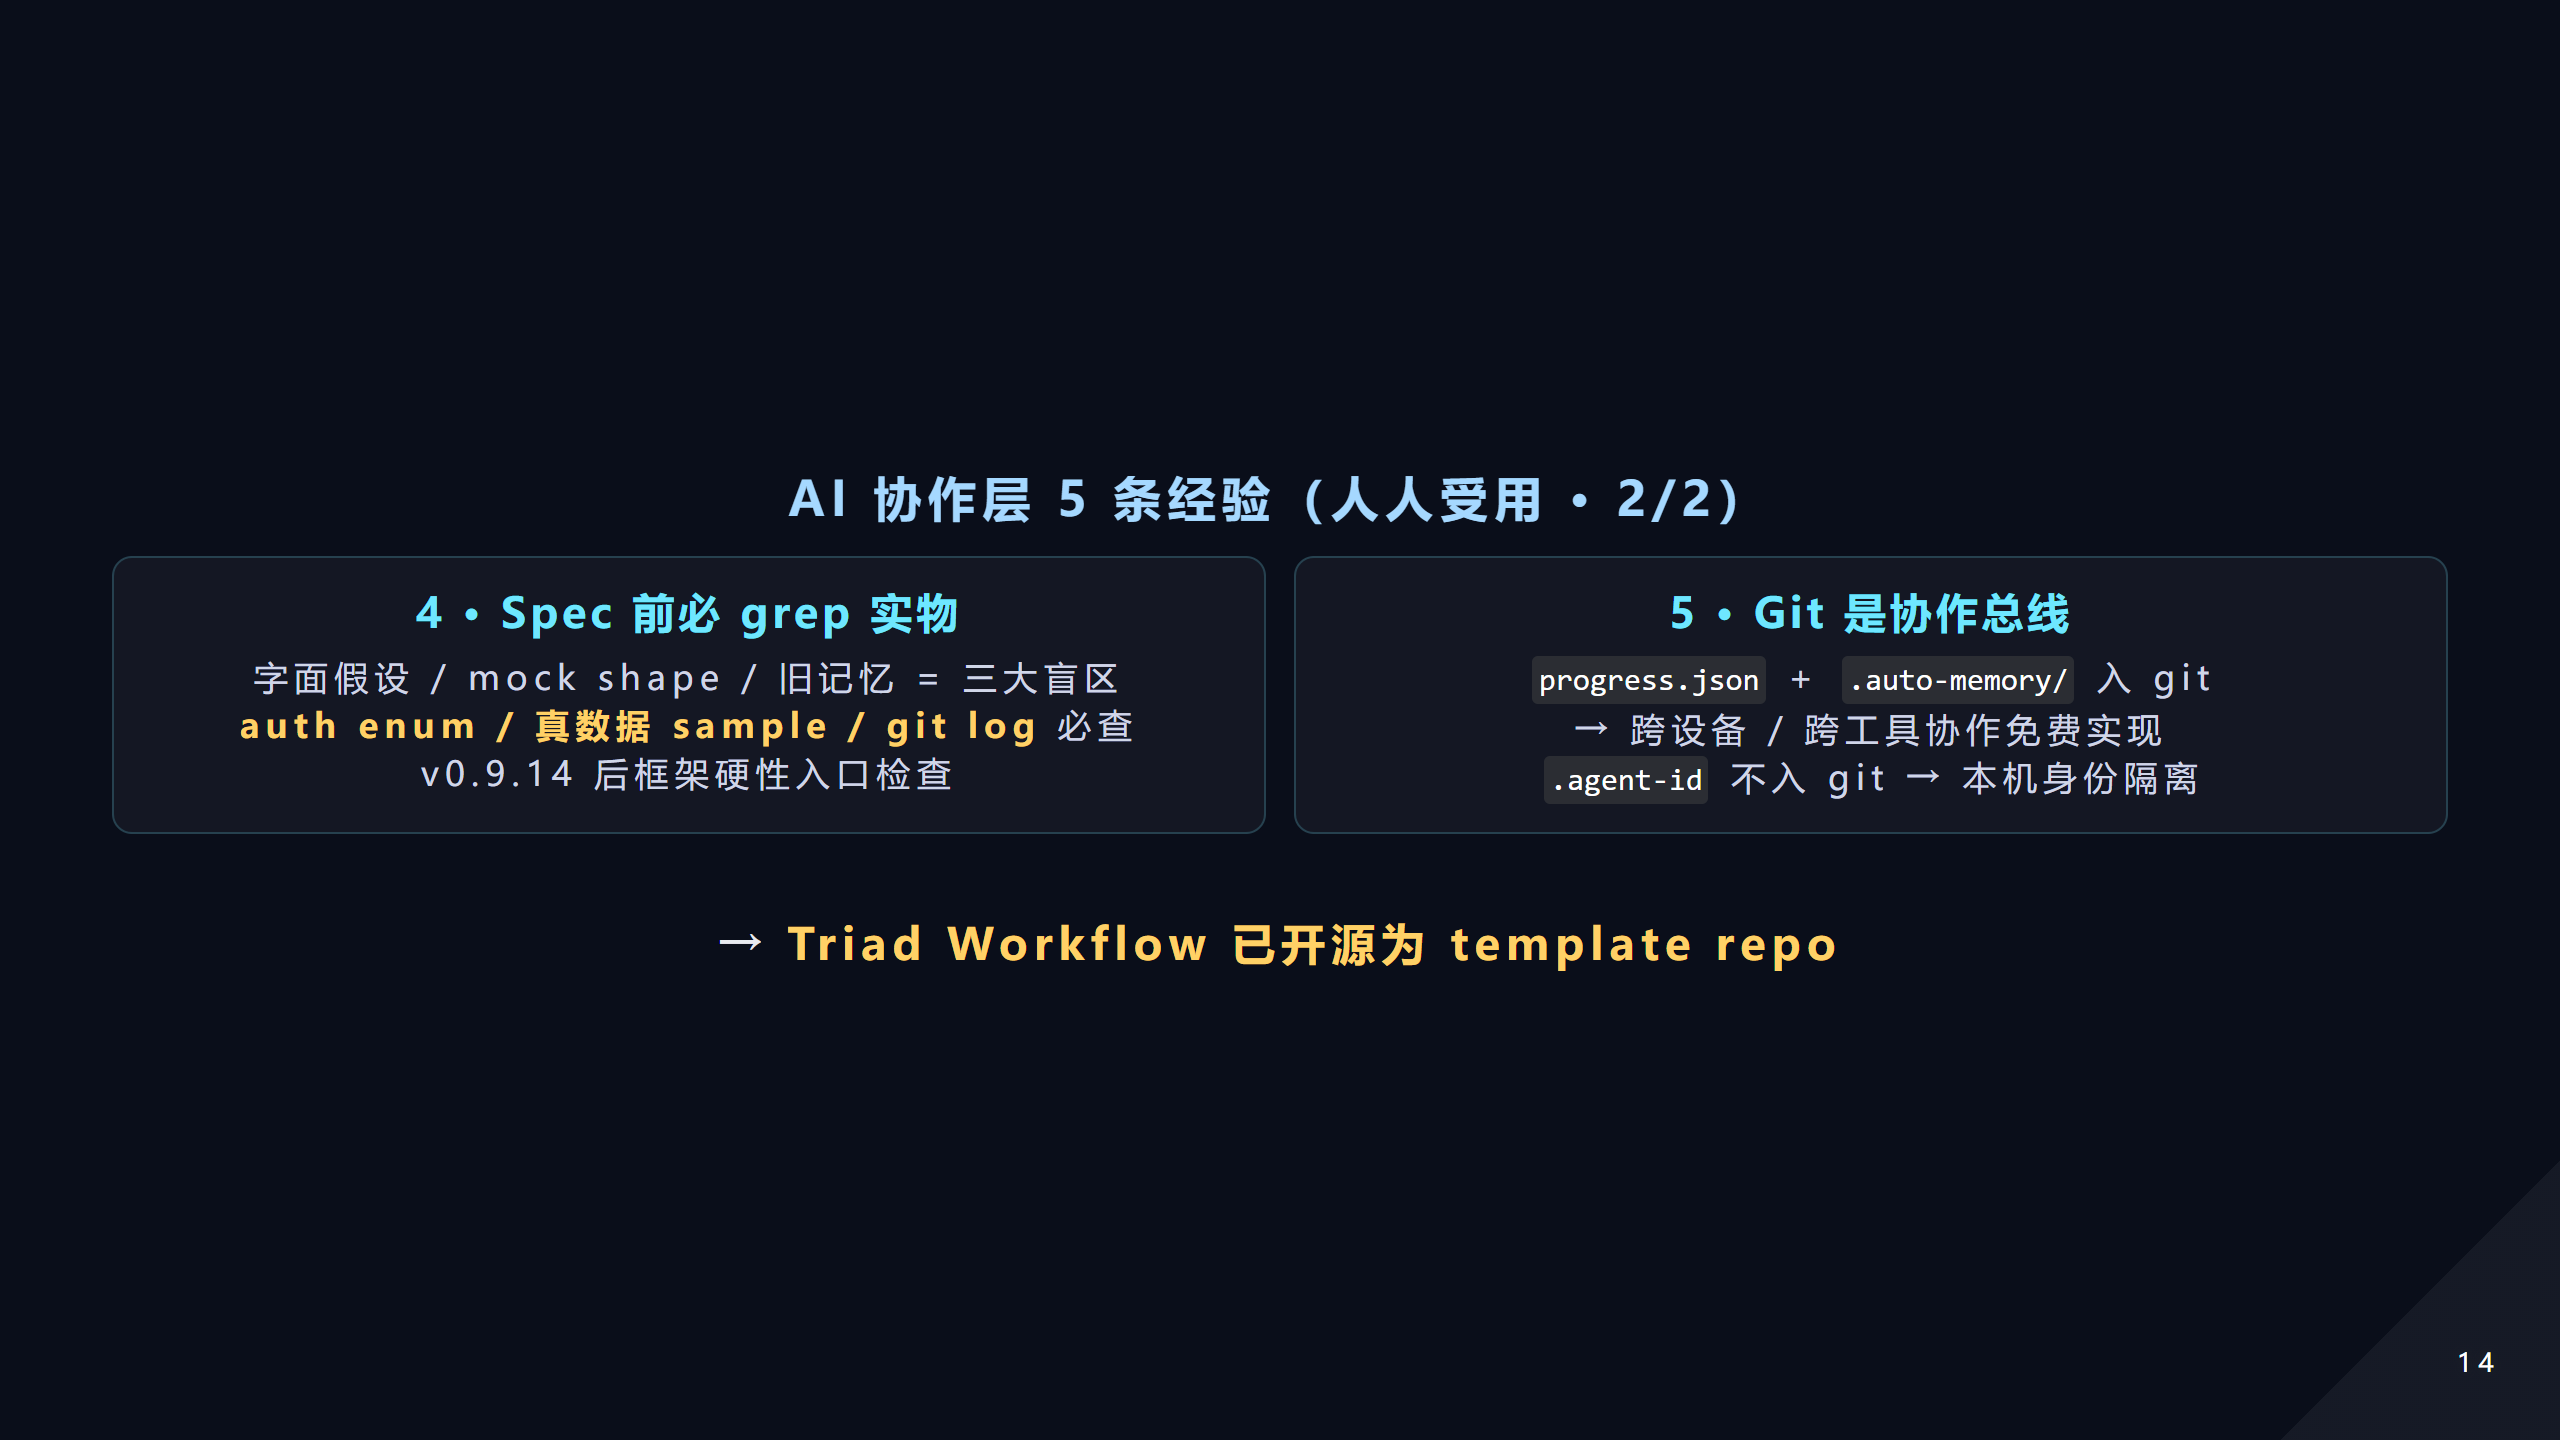 AI 协作层 5 条经验（人人受用 · 2/2）
4 · Spec 前必 grep 实物
字面假设 / mock shape / 旧记忆 = 三大盲区
auth enum / 真数据 sample / git log 必查
v0.9.14 后框架硬性入口检查
5 · Git 是协作总线
progress.json + .auto-memory/ 入 git
→ 跨设备 / 跨工具协作免费实现
.agent-id 不入 git → 本机身份隔离
→ Triad Workflow 已开源为 template repo
14